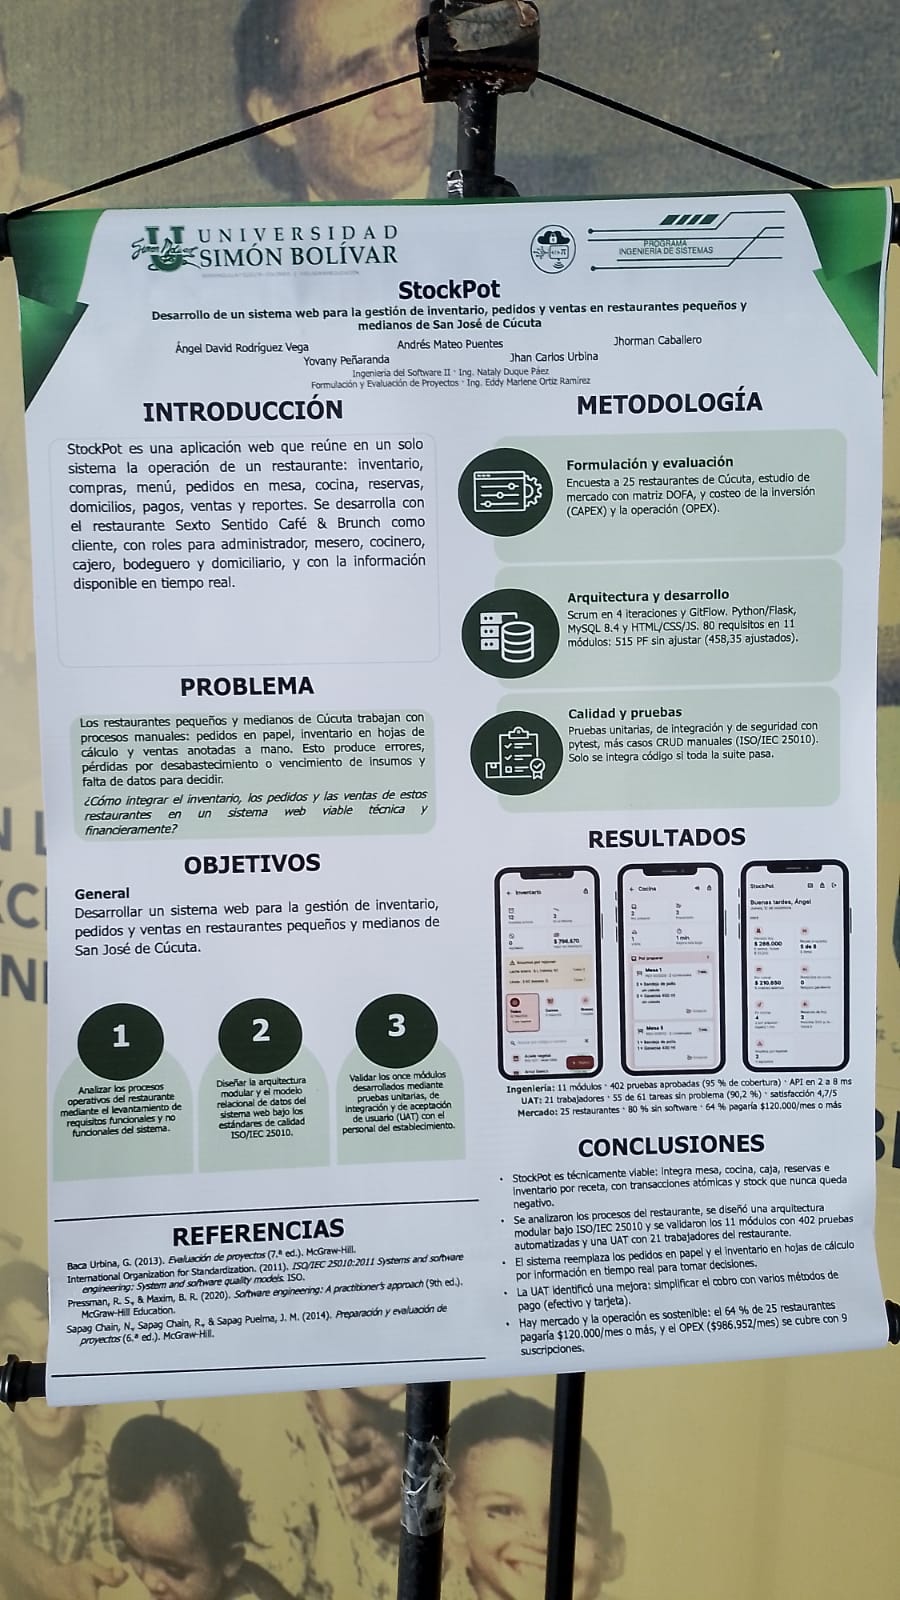 UNIVERSIDAD
SIMÓN BOLÍVAR
PROGRAMA
INGENIERÍA DE SISTEMAS
StockPot
Desarrollo de un sistema web para la gestión de inventario, pedidos y ventas en restaurantes pequeños y
medianos de San José de Cúcuta
Ángel David Rodríguez Vega
Andrés Mateo Puentes
Jhorman Caballero
Yovany Peñaranda
Jhan Carlos Urbina
Ingeniería del Software II · Ing. Nataly Duque Páez
Formulación y Evaluación de Proyectos · Ing. Eddy Marlene Ortiz Ramírez
INTRODUCCIÓN
StockPot es una aplicación web que reúne en un solo
sistema la operación de un restaurante: inventario,
compras, menú, pedidos en mesa, cocina, reservas,
domicilios, pagos, ventas y reportes. Se desarrolla con
el restaurante Sexto Sentido Café & Brunch como
cliente, con roles para administrador, mesero, cocinero,
cajero, bodeguero y domiciliario, y con la información
disponible en tiempo real.
PROBLEMA
Los restaurantes pequeños y medianos de Cúcuta trabajan con
procesos manuales: pedidos en papel, inventario en hojas de
cálculo y ventas anotadas a mano. Esto produce errores,
pérdidas por desabastecimiento o vencimiento de insumos y
falta de datos para decidir.
¿Cómo integrar el inventario, los pedidos y las ventas de estos
restaurantes en un sistema web viable técnica y
financieramente?
OBJETIVOS
General
Desarrollar un sistema web para la gestión de inventario,
pedidos y ventas en restaurantes pequeños y medianos de
San José de Cúcuta.
1
Analizar los procesos
operativos del restaurante
mediante el levantamiento de
requisitos funcionales y no
funcionales del sistema.
2
Diseñar la arquitectura
modular y el modelo
relacional de datos del
sistema web bajo los
estándares de calidad
ISO/IEC 25010.
3
Validar los once módulos
desarrollados mediante
pruebas unitarias, de
integración y de aceptación
de usuario (UAT) con el
personal del establecimiento.
REFERENCIAS
Baca Urbina, G. (2013). Evaluación de proyectos (7.ª ed.). McGraw-Hill.
International Organization for Standardization. (2011). ISO/IEC 25010:2011 Systems and software
engineering: System and software quality models. ISO.
Pressman, R. S., & Maxim, B. R. (2020). Software engineering: A practitioner's approach (9th ed.).
McGraw-Hill Education.
Sapag Chain, N., Sapag Chain, R., & Sapag Puelma, J. M. (2014). Preparación y evaluación de
proyectos (6.ª ed.). McGraw-Hill.
METODOLOGÍA
Formulación y evaluación
Encuesta a 25 restaurantes de Cúcuta, estudio de
mercado con matriz DOFA, y costeo de la inversión
(CAPEX) y la operación (OPEX).
Arquitectura y desarrollo
Scrum en 4 iteraciones y GitFlow. Python/Flask,
MySQL 8.4 y HTML/CSS/JS. 80 requisitos en 11
módulos: 515 PF sin ajustar (458,35 ajustados).
Calidad y pruebas
Pruebas unitarias, de integración y de seguridad con
pytest, más casos CRUD manuales (ISO/IEC 25010).
Solo se integra código si toda la suite pasa.
RESULTADOS
Inventario
$ 796.670
Cocina
1 min
Por preparar
Mesa 1
Mesa 5
StockPot
Buenas tardes, Ángel
$ 266.000
5 de 8
$ 210.650
Ingeniería: 11 módulos · 402 pruebas aprobadas (95 % de cobertura) · API en 2 a 8 ms
UAT: 21 trabajadores · 55 de 61 tareas sin problema (90,2 %) · satisfacción 4,7/5
Mercado: 25 restaurantes · 80 % sin software · 64 % pagaría $120.000/mes o más
CONCLUSIONES
• StockPot es técnicamente viable: integra mesa, cocina, caja, reservas e
inventario por receta, con transacciones atómicas y stock que nunca queda
negativo.
• Se analizaron los procesos del restaurante, se diseñó una arquitectura
modular bajo ISO/IEC 25010 y se validaron los 11 módulos con 402 pruebas
automatizadas y una UAT con 21 trabajadores del restaurante.
• El sistema reemplaza los pedidos en papel y el inventario en hojas de cálculo
por información en tiempo real para tomar decisiones.
• La UAT identificó una mejora: simplificar el cobro con varios métodos de
pago (efectivo y tarjeta).
• Hay mercado y la operación es sostenible: el 64 % de 25 restaurantes
pagaría $120.000/mes o más, y el OPEX ($986.952/mes) se cubre con 9
suscripciones.